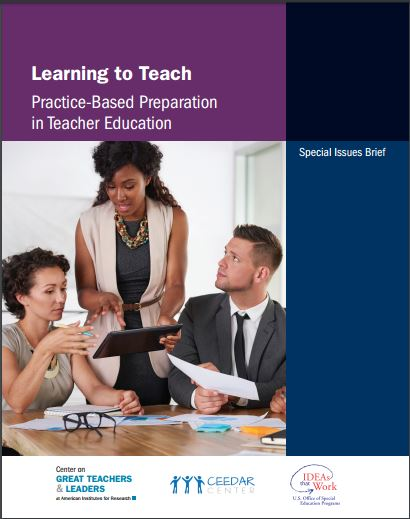 Learning to Teach
Practice-Based Preparation
in Teacher Education
Special Issues Brief
Center on
GREAT TEACHERS
& LEADERS
at American Institutes for Research
CEEDAR
CENTER
IDEAs
that
Work
U.S. Office of Special
Education Programs